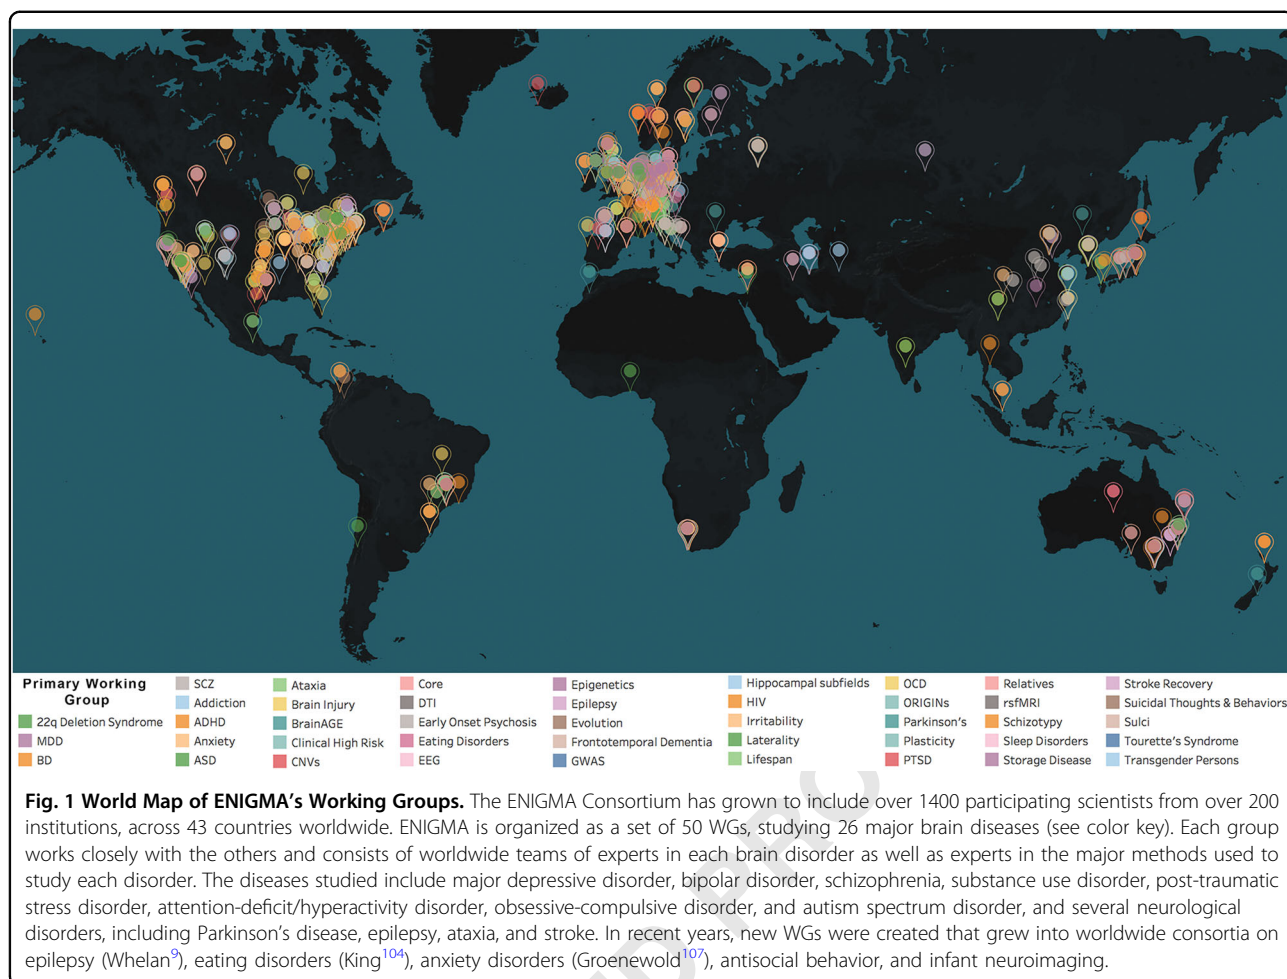 Primary Working
Group
22q Deletion Syndrome
MDD
BD
SCZ
Addiction
ADHD
Anxiety
ASD
Ataxia
Brain Injury
BrainAGE
Clinical High Risk
CNVs
Core
DTI
Early Onset Psychosis
Eating Disorders
EEG
Epigenetics
Epilepsy
Evolution
Frontotemporal Dementia
GWAS
Hippocampal subfields
HIV
Irritability
Laterality
Lifespan
OCD
ORIGINs
Parkinson's
Plasticity
PTSD
Relatives
rsfMRI
Schizotypy
Sleep Disorders
Storage Disease
Stroke Recovery
Suicidal Thoughts & Behaviors
Sulci
Tourette's Syndrome
Transgender Persons
Fig. 1 World Map of ENIGMA's Working Groups. The ENIGMA Consortium has grown to include over 1400 participating scientists from over 200
institutions, across 43 countries worldwide. ENIGMA is organized as a set of 50 WGs, studying 26 major brain diseases (see color key). Each group
works closely with the others and consists of worldwide teams of experts in each brain disorder as well as experts in the major methods used to
study each disorder. The diseases studied include major depressive disorder, bipolar disorder, schizophrenia, substance use disorder, post-traumatic
stress disorder, attention-deficit/hyperactivity disorder, obsessive-compulsive disorder, and autism spectrum disorder, and several neurological
disorders, including Parkinson's disease, epilepsy, ataxia, and stroke. In recent years, new WGs were created that grew into worldwide consortia on
epilepsy (Whelan9), eating disorders (King104), anxiety disorders (Groenewold107), antisocial behavior, and infant neuroimaging.